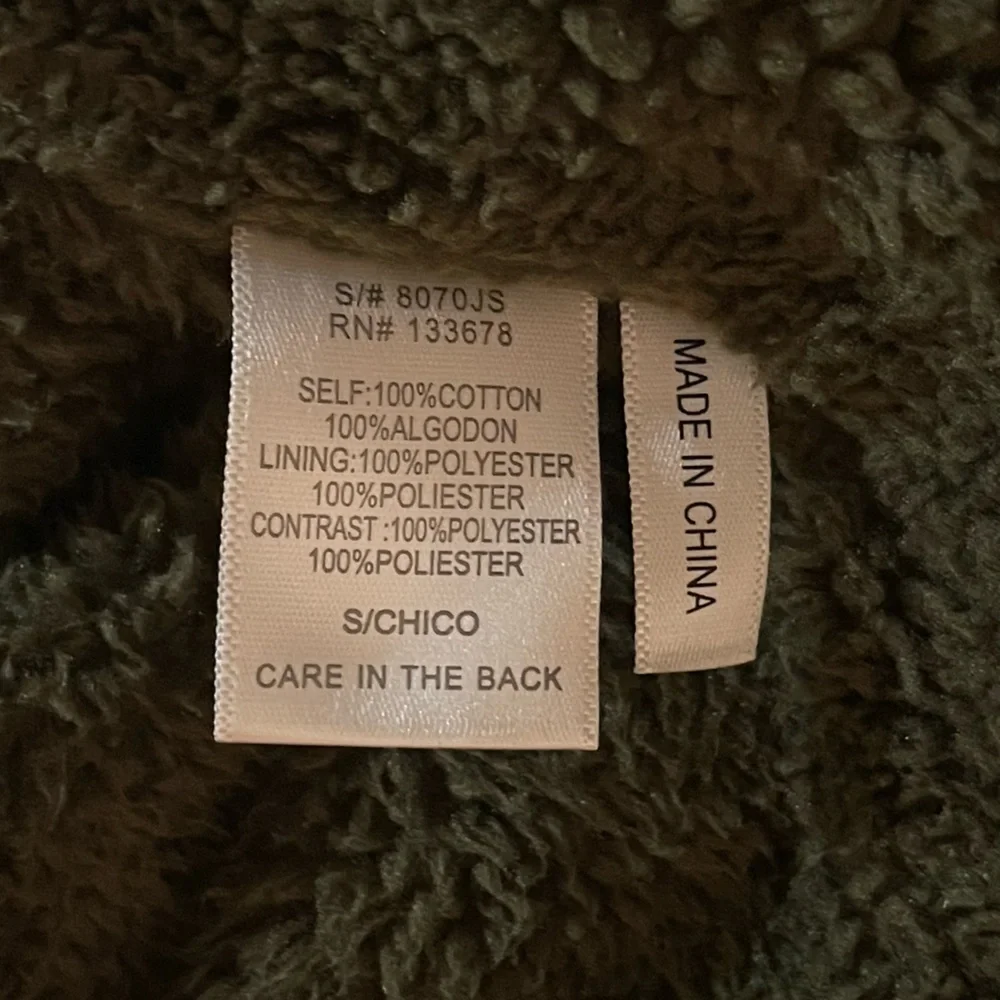 S/# 8070JS
RN# 133678
SELF:100%COTTON
100%ALGODON
LINING:100%POLYESTER
100%POLIESTER
CONTRAST :100%POLYESTER
100%POLIESTER
S/CHICO
CARE IN THE BACK
MADE IN CHINA